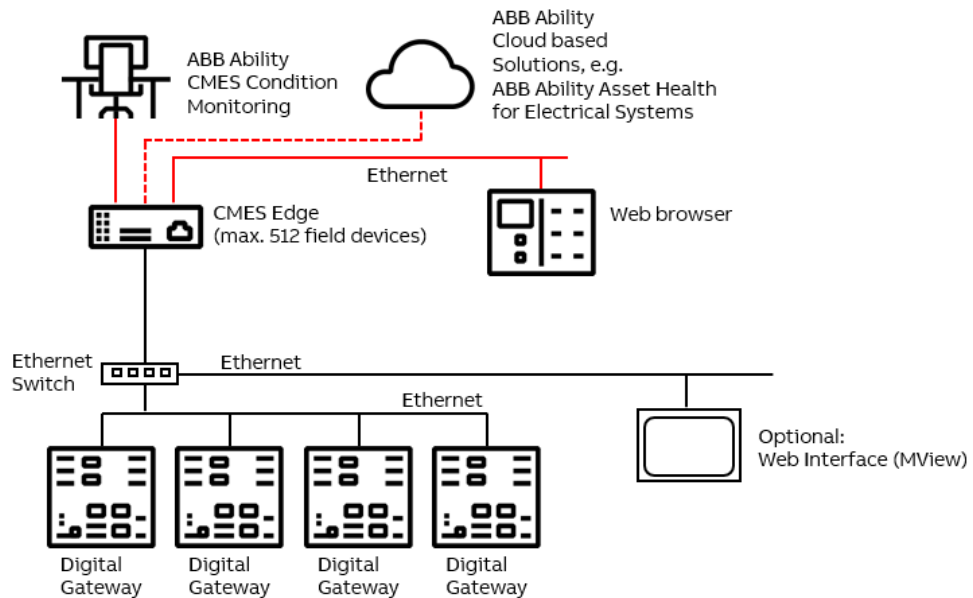 ABB Ability
CMES Condition
Monitoring
ABB Ability
Cloud based
Solutions, e.g.
ABB Ability Asset Health
for Electrical Systems
Ethernet
CMES Edge
(max. 512 field devices)
Web browser
Ethernet
Switch
Ethernet
Ethernet
Optional:
Web Interface (MView)
Digital
Gateway
Digital
Gateway
Digital
Gateway
Digital
Gateway